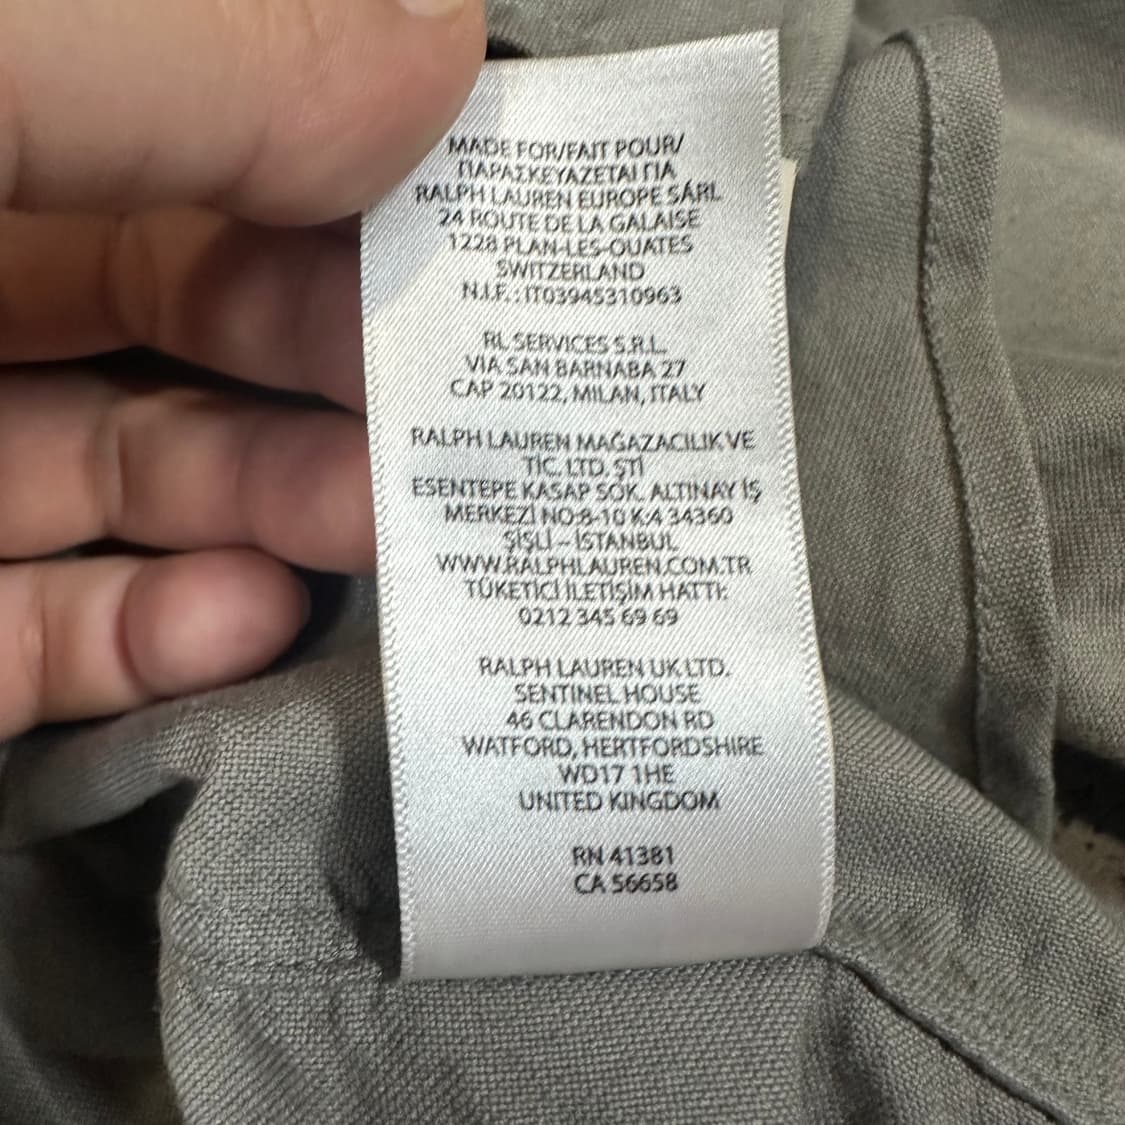 MADE FOR/FAIT POUR/
ΠΑΡΑΣΚΕΥΑΖΕΤΑΙ ΓΙΑ
RALPH LAUREN EUROPE SÁRL
24 ROUTE DE LA GALAISE
1228 PLAN-LES-OUATES
SWITZERLAND
N.I.F. : IT03945310963
RL SERVICES S.R.L.
VIA SAN BARNABA 27
CAP 20122, MILAN, ITALY
RALPH LAUREN MAĞAZACILIK VE
TİC. LTD. ŞTİ
ESENTEPE KASAP SOK. ALTINAY İŞ
MERKEZİ NO:8-10 K:4 34360
ŞİŞLİ – İSTANBUL
WWW.RALPHLAUREN.COM.TR
TÜKETİCİ İLETİŞİM HATTI:
0212 345 69 69
RALPH LAUREN UK LTD.
SENTINEL HOUSE
46 CLARENDON RD
WATFORD, HERTFORDSHIRE
WD17 1HE
UNITED KINGDOM
RN 41381
CA 56658